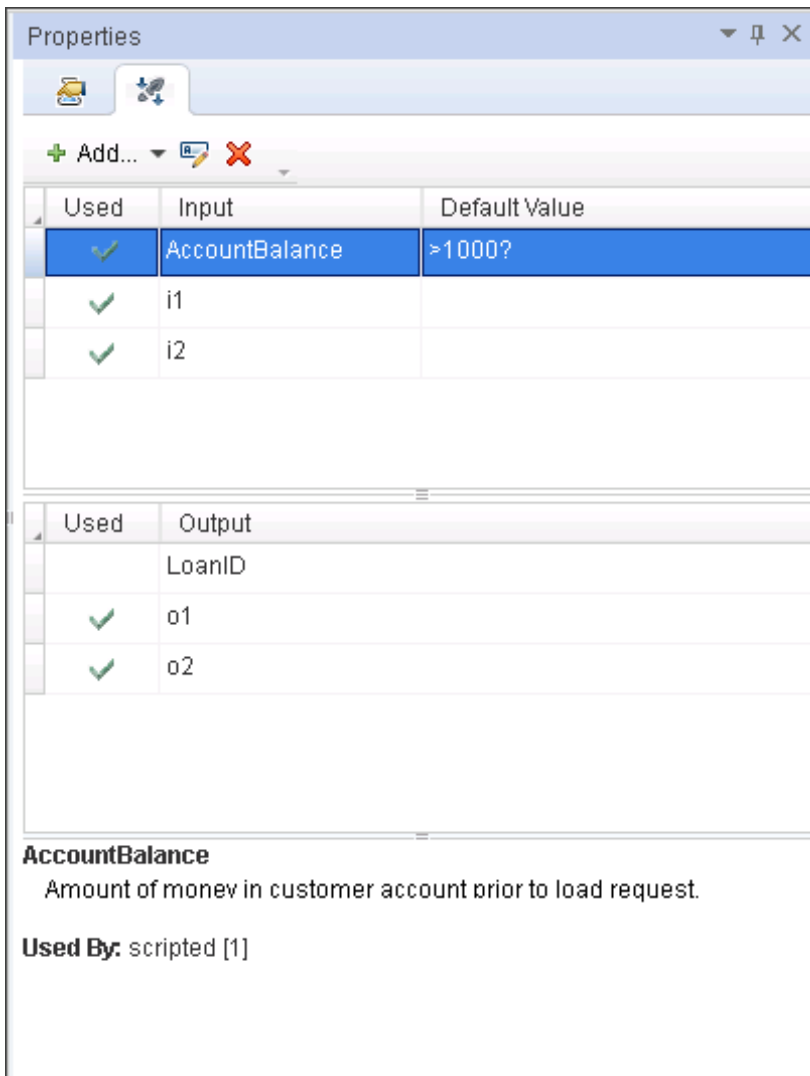 Properties
Add...
Used Input Default Value
AccountBalance >1000?
i1
i2
Used Output
LoanID
o1
o2
AccountBalance
Amount of money in customer account prior to load request.
Used By: scripted [1]